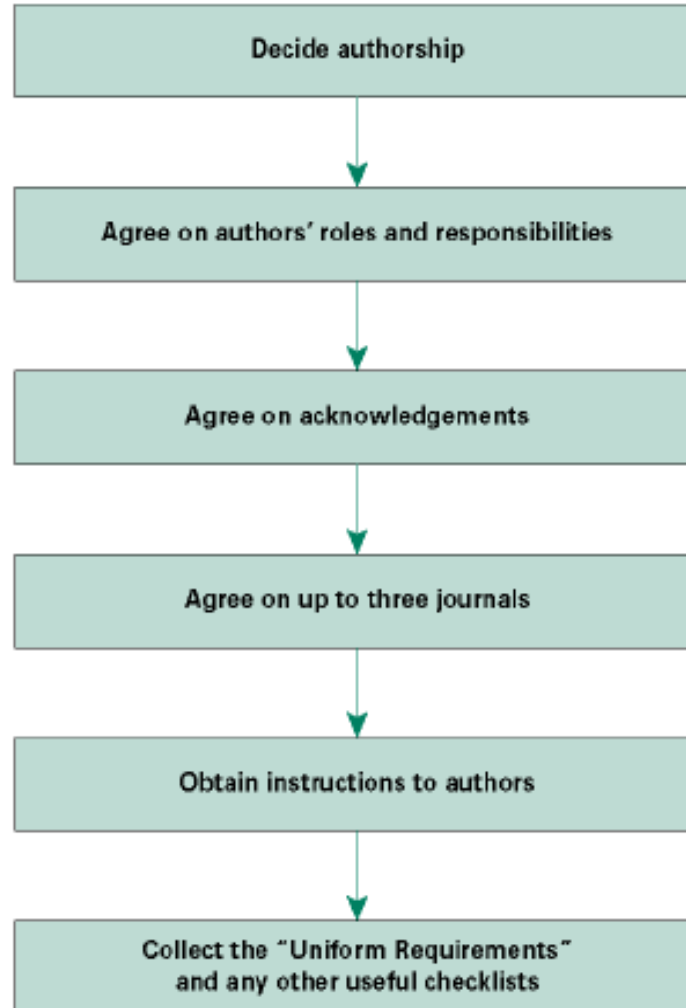 Decide authorship
Agree on authors’ roles and responsibilities
Agree on acknowledgements
Agree on up to three journals
Obtain instructions to authors
Collect the “Uniform Requirements”
and any other useful checklists